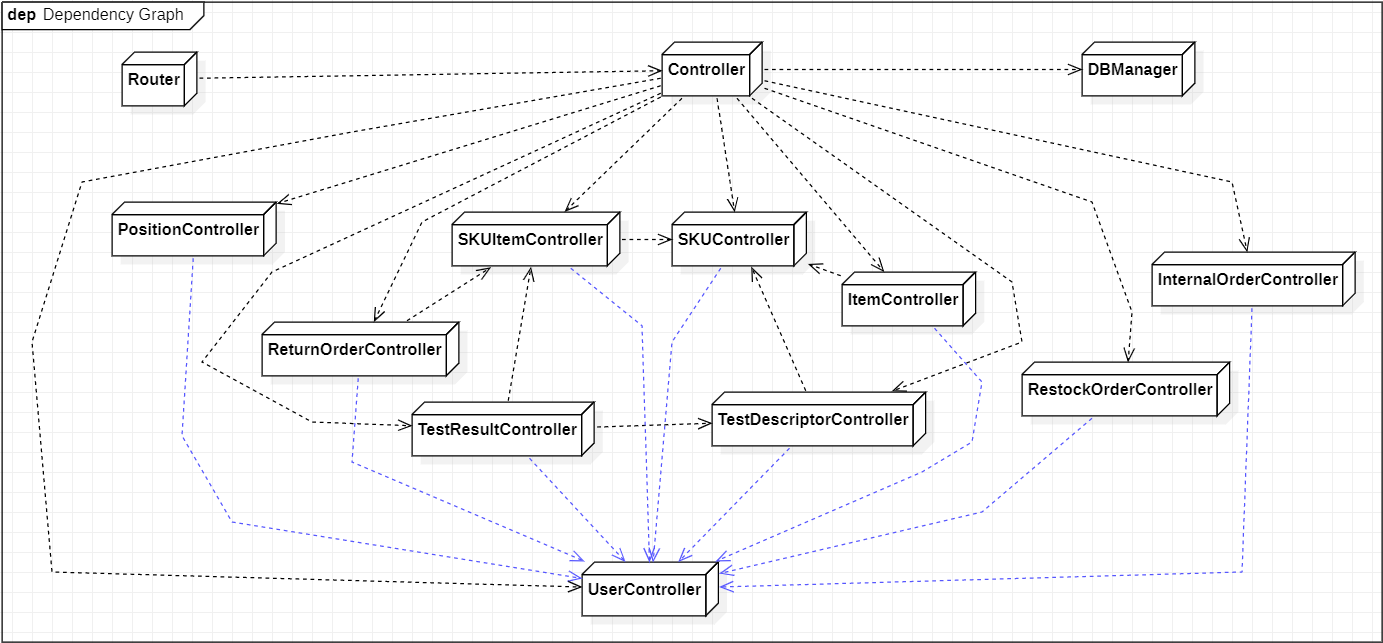 dep Dependency Graph
Router
Controller
DBManager
PositionController
SKUItemController
SKUController
ItemController
InternalOrderController
ReturnOrderController
RestockOrderController
TestResultController
TestDescriptorController
UserController